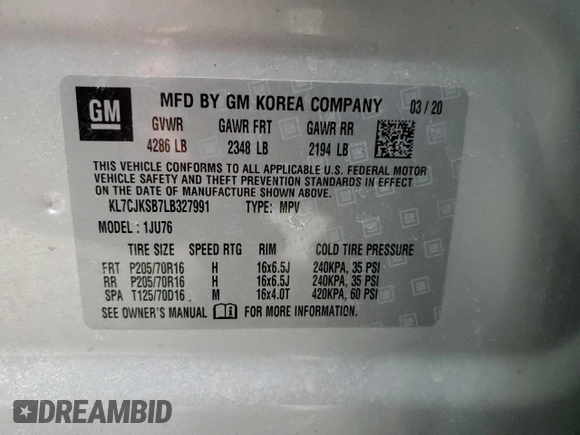 GM
MFD BY GM KOREA COMPANY 03 / 20
GVWR GAWR FRT GAWR RR
4286 LB 2348 LB 2194 LB
THIS VEHICLE CONFORMS TO ALL APPLICABLE U.S. FEDERAL MOTOR
VEHICLE SAFETY AND THEFT PREVENTION STANDARDS IN EFFECT
ON THE DATE OF MANUFACTURE SHOWN ABOVE.
KL7CJKSB7LB327991 TYPE: MPV
MODEL : 1JU76
TIRE SIZE SPEED RTG RIM COLD TIRE PRESSURE
FRT P205/70R16 H 16x6.5J 240KPA, 35 PSI
RR P205/70R16 H 16x6.5J 240KPA, 35 PSI
SPA T125/70D16 M 16x4.0T 420KPA, 60 PSI
SEE OWNER'S MANUAL FOR MORE INFORMATION.
DREAMBID